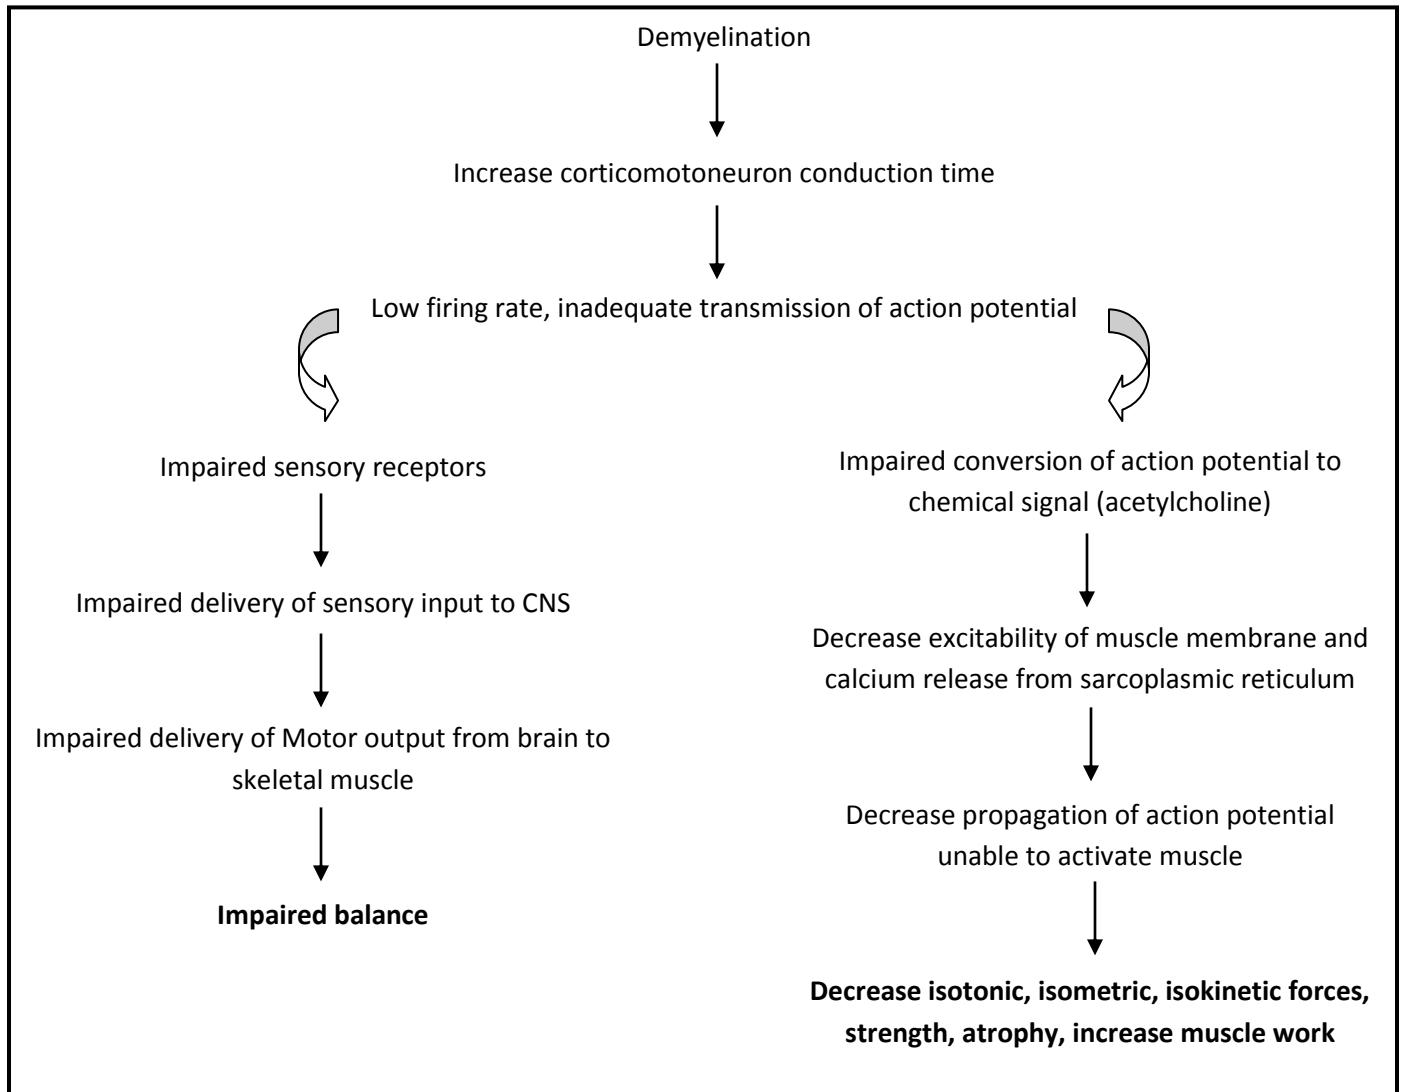 Demyelination
Increase corticomotoneuron conduction time
Low firing rate, inadequate transmission of action potential
Impaired sensory receptors
Impaired delivery of sensory input to CNS
Impaired delivery of Motor output from brain to
skeletal muscle
Impaired balance
Impaired conversion of action potential to
chemical signal (acetylcholine)
Decrease excitability of muscle membrane and
calcium release from sarcoplasmic reticulum
Decrease propagation of action potential
unable to activate muscle
Decrease isotonic, isometric, isokinetic forces,
strength, atrophy, increase muscle work